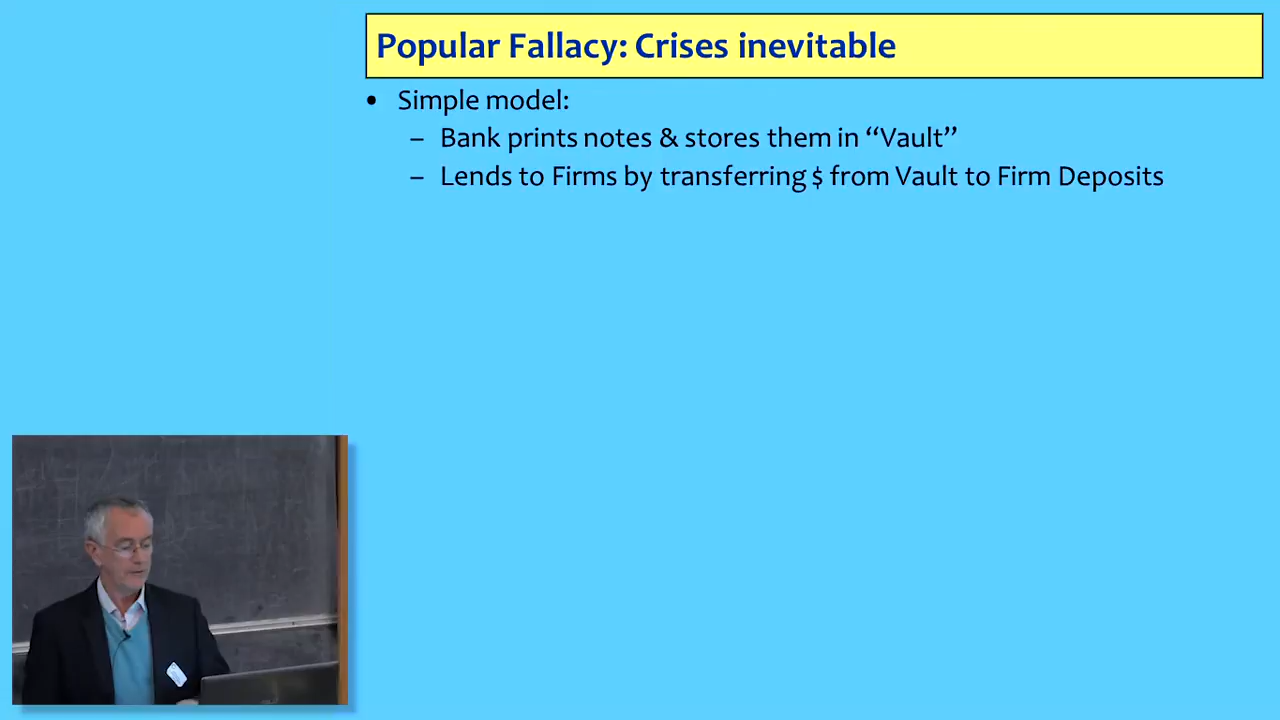 Popular Fallacy: Crises inevitable
• Simple model:
– Bank prints notes & stores them in “Vault”
– Lends to Firms by transferring $ from Vault to Firm Deposits